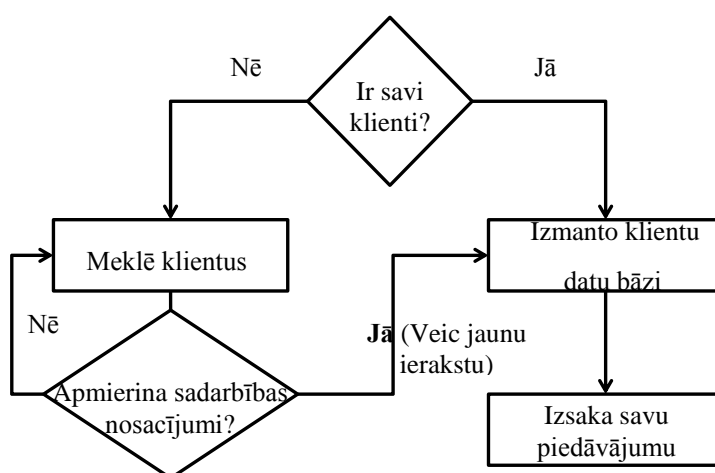 Nē
Jā
Ir savi
klienti?
Izmanto klientu
datu bāzi
Meklē klientus
Nē
Jā (Veic jaunu
ierakstu)
Apmierina sadarbības
nosacījumi?
Izsaka savu
piedāvājumu